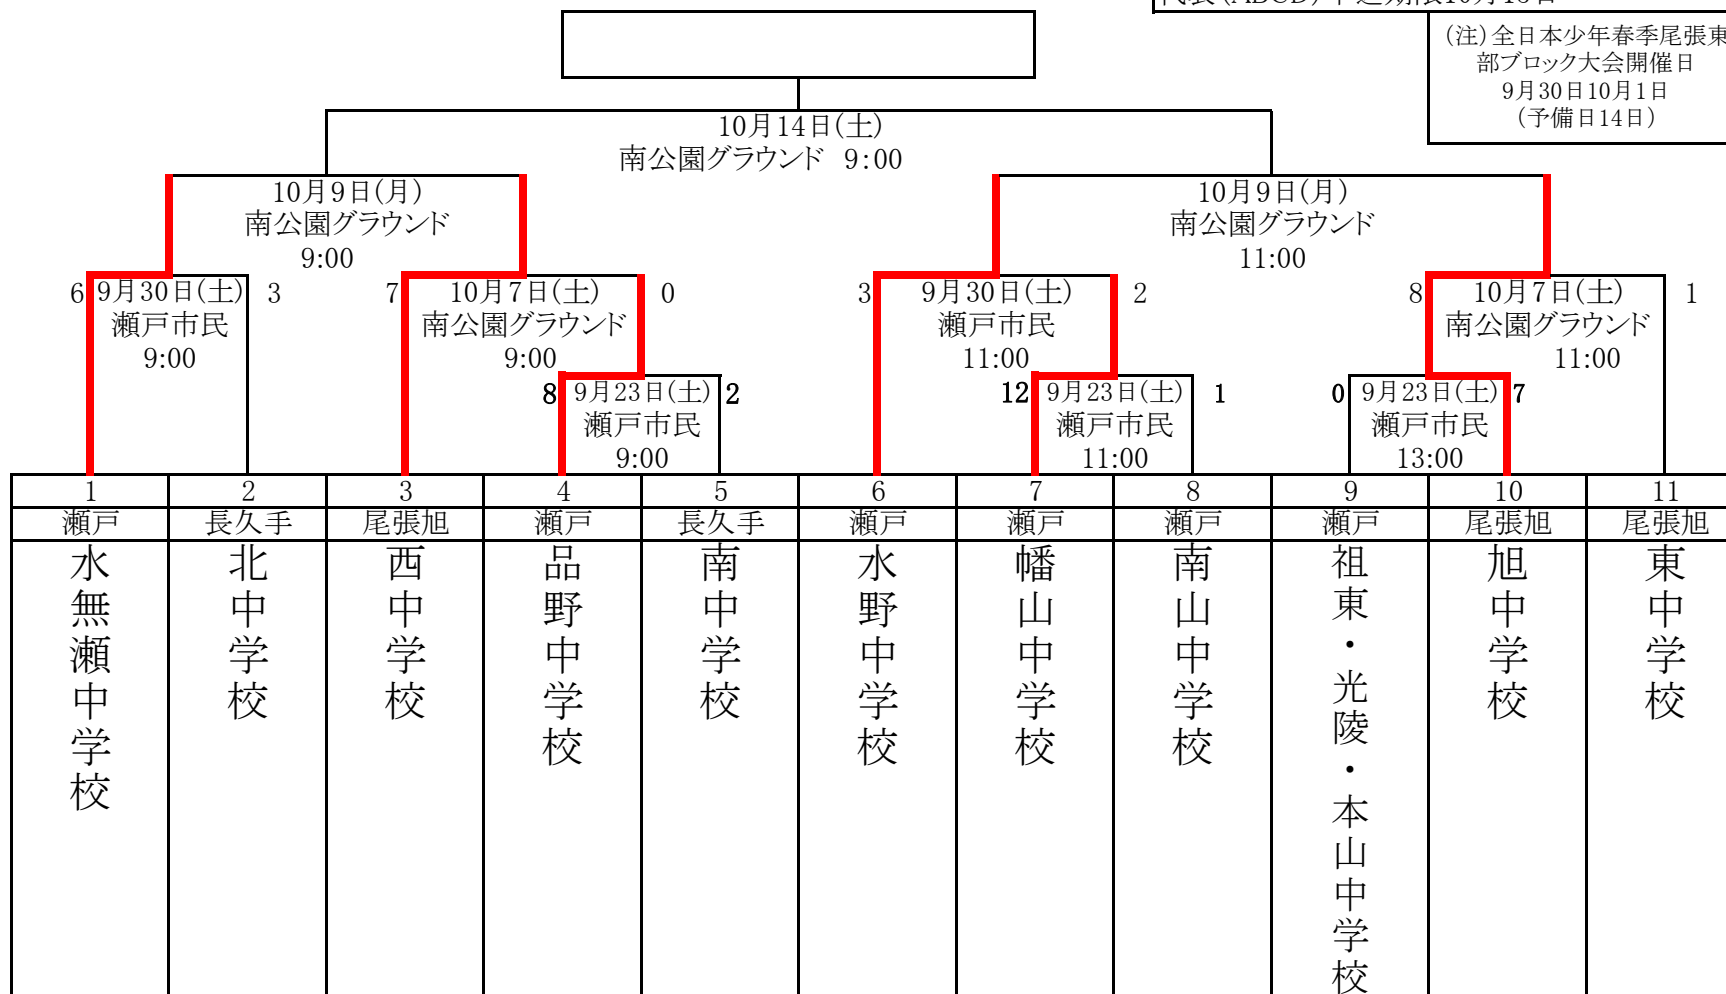 代表(ABCD)申込期限10月16日
(注)全日本少年春季尾張東
部ブロック大会開催日
9月30日10月1日
(予備日14日)
10月14日(土)
南公園グラウンド 9:00
10月9日(月)
南公園グラウンド
9:00
10月9日(月)
南公園グラウンド
11:00
6 9月30日(土) 3
瀬戸市民
9:00
7 10月7日(土) 0
南公園グラウンド
9:00
3 9月30日(土) 2
瀬戸市民
11:00
8 10月7日(土) 1
南公園グラウンド
11:00
8 9月23日(土) 2
瀬戸市民
9:00
12 9月23日(土) 1
瀬戸市民
11:00
0 9月23日(土) 7
瀬戸市民
13:00
1 2 3 4 5 6 7 8 9 10 11
瀬戸 長久手 尾張旭 瀬戸 長久手 瀬戸 瀬戸 瀬戸 瀬戸 尾張旭 尾張旭
水無瀬中学校
北中学校
西中学校
品野中学校
南中学校
水野中学校
幡山中学校
南山中学校
祖東・光陵・本山中学校
旭中学校
東中学校